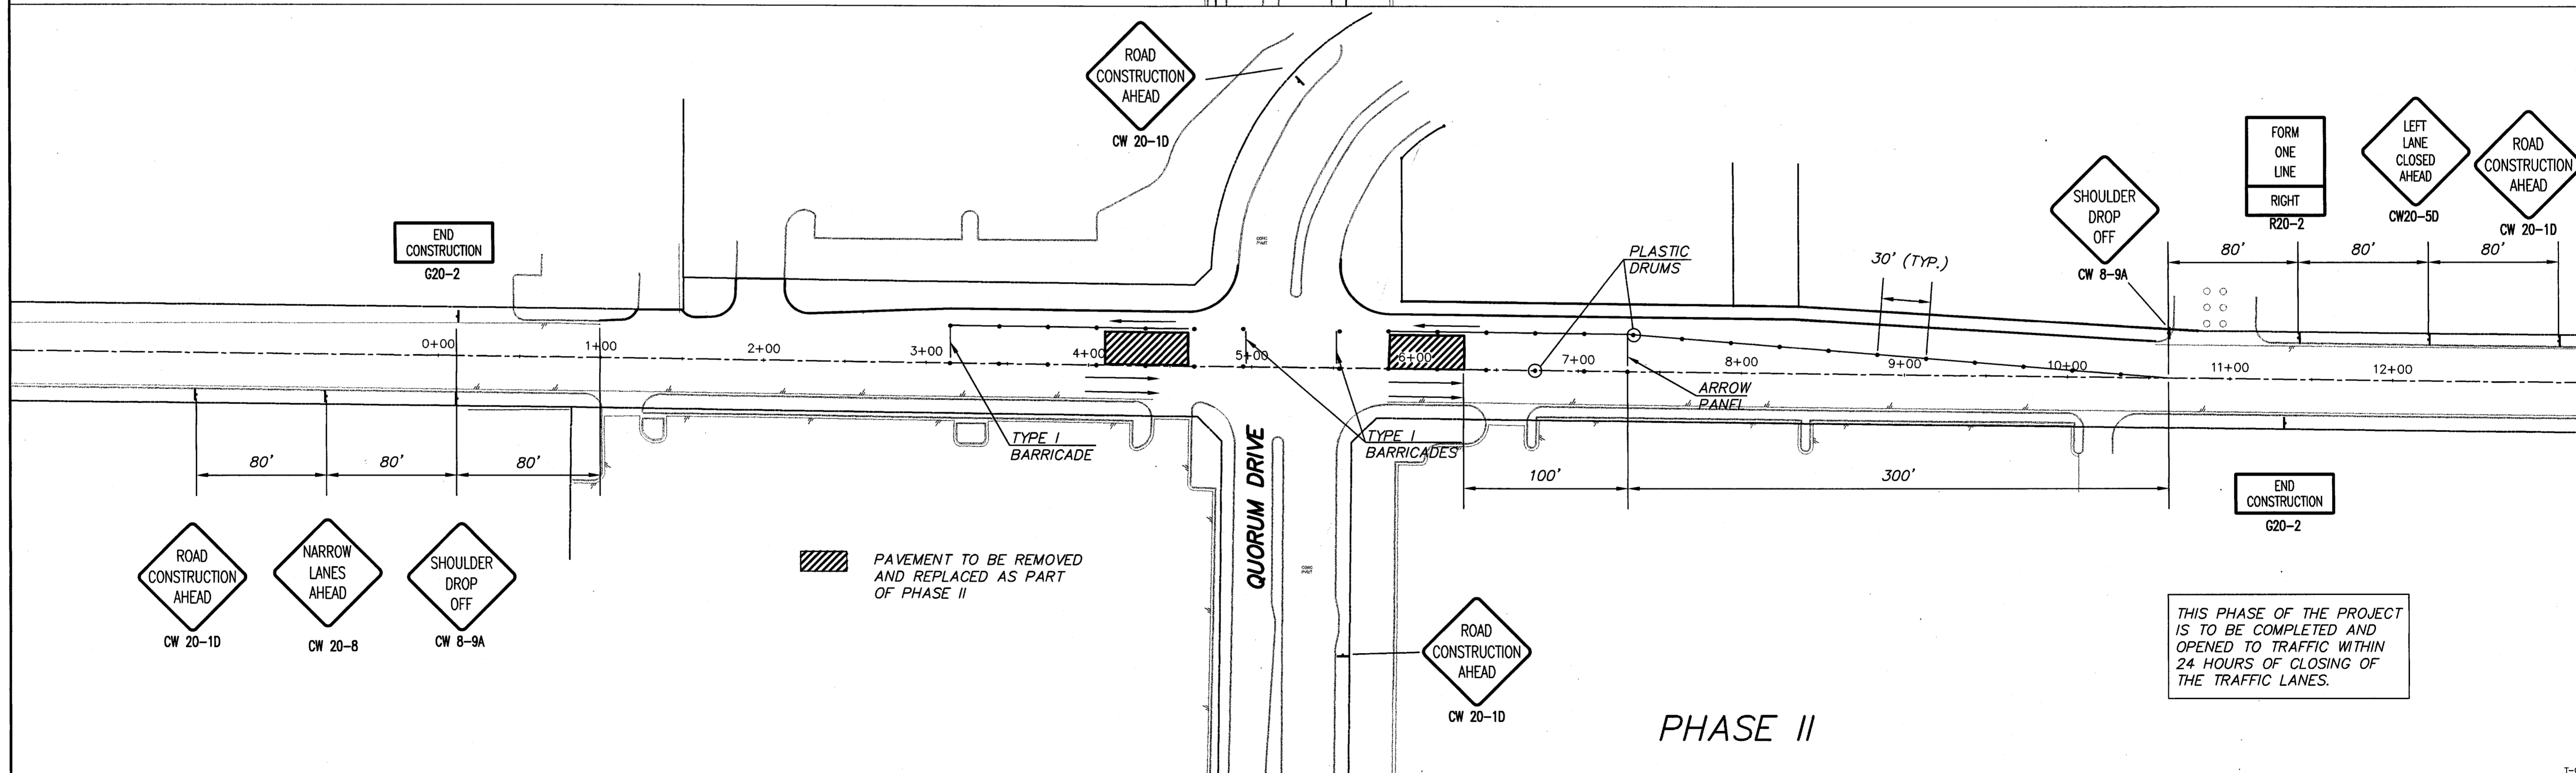 ROAD
CONSTRUCTION
AHEAD
CW 20-1D
END
CONSTRUCTION
G20-2
PLASTIC
DRUMS
30' (TYP.)
SHOULDER
DROP
OFF
CW 8-9A
FORM
ONE
LINE
RIGHT
R20-2
LEFT
LANE
CLOSED
AHEAD
CW20-5D
ROAD
CONSTRUCTION
AHEAD
CW 20-1D
80' 80' 80'
0+00 1+00 2+00 3+00 4+00 5+00 6+00 7+00 8+00 9+00 10+00 11+00 12+00
ARROW
PANEL
TYPE I
BARRICADE
TYPE I
BARRICADES
QUORUM DRIVE
80' 80' 80'
100' 300'
END
CONSTRUCTION
G20-2
ROAD
CONSTRUCTION
AHEAD
CW 20-1D
NARROW
LANES
AHEAD
CW 20-8
SHOULDER
DROP
OFF
CW 8-9A
PAVEMENT TO BE REMOVED
AND REPLACED AS PART
OF PHASE II
ROAD
CONSTRUCTION
AHEAD
CW 20-1D
THIS PHASE OF THE PROJECT
IS TO BE COMPLETED AND
OPENED TO TRAFFIC WITHIN
24 HOURS OF CLOSING OF
THE TRAFFIC LANES.
PHASE II